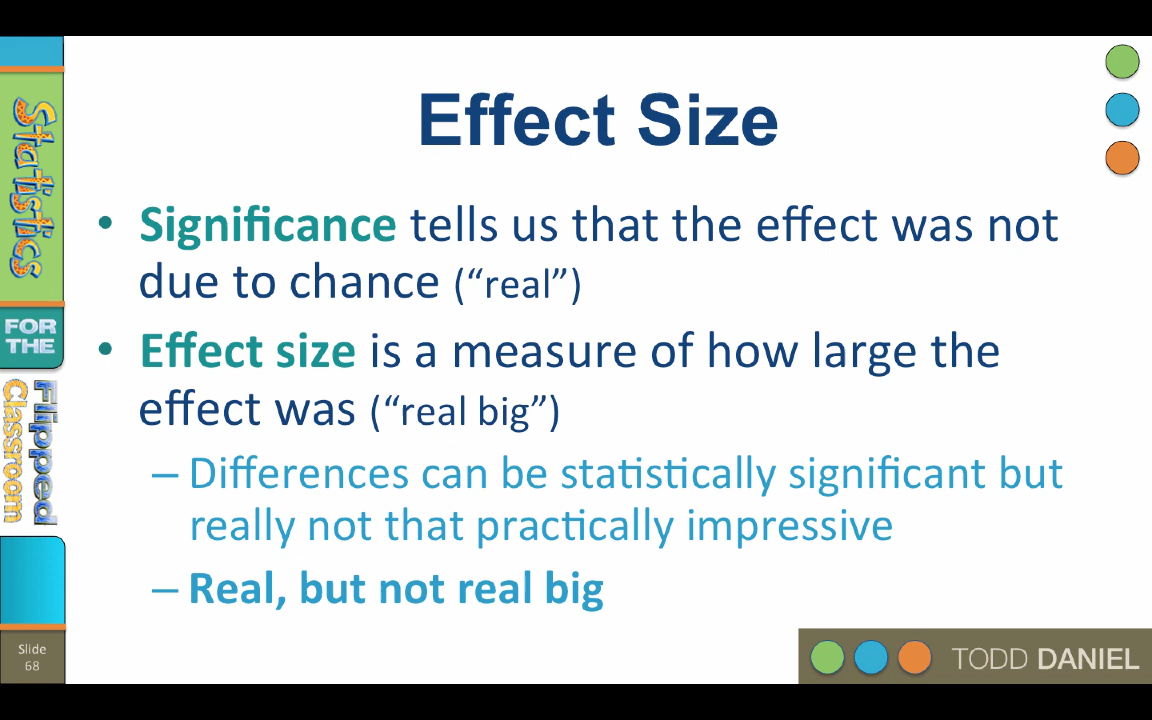 Effect Size
• Significance tells us that the effect was not
due to chance (“real”)
• Effect size is a measure of how large the
effect was (“real big”)
– Differences can be statistically significant but
really not that practically impressive
– Real, but not real big
Statistics
FOR
THE
Flipped
Classroom
Slide
68
TODD DANIEL